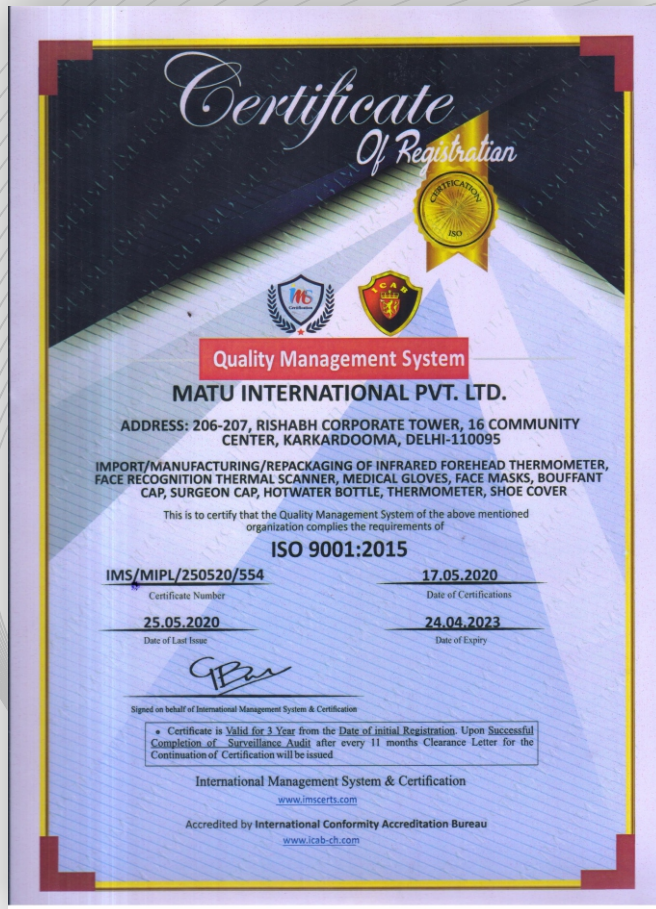 Certificate
Of Registration
CERTIFICATION
ISO
IMS
Certification
ICAB
Quality Management System
MATU INTERNATIONAL PVT. LTD.
ADDRESS: 206-207, RISHABH CORPORATE TOWER, 16 COMMUNITY
CENTER, KARKARDOOMA, DELHI-110095
IMPORT/MANUFACTURING/REPACKAGING OF INFRARED FOREHEAD THERMOMETER,
FACE RECOGNITION THERMAL SCANNER, MEDICAL GLOVES, FACE MASKS, BOUFFANT
CAP, SURGEON CAP, HOTWATER BOTTLE, THERMOMETER, SHOE COVER
This is to certify that the Quality Management System of the above mentioned
organization complies the requirements of
ISO 9001:2015
IMS/MIPL/250520/554 17.05.2020
Certificate Number Date of Certifications
25.05.2020 24.04.2023
Date of Last Issue Date of Expiry
Signed on behalf of International Management System & Certification
• Certificate is Valid for 3 Year from the Date of initial Registration. Upon Successful
Completion of Surveillance Audit after every 11 months Clearance Letter for the
Continuation of Certification will be issued
International Management System & Certification
www.imscerts.com
Accredited by International Conformity Accreditation Bureau
www.icab-ch.com